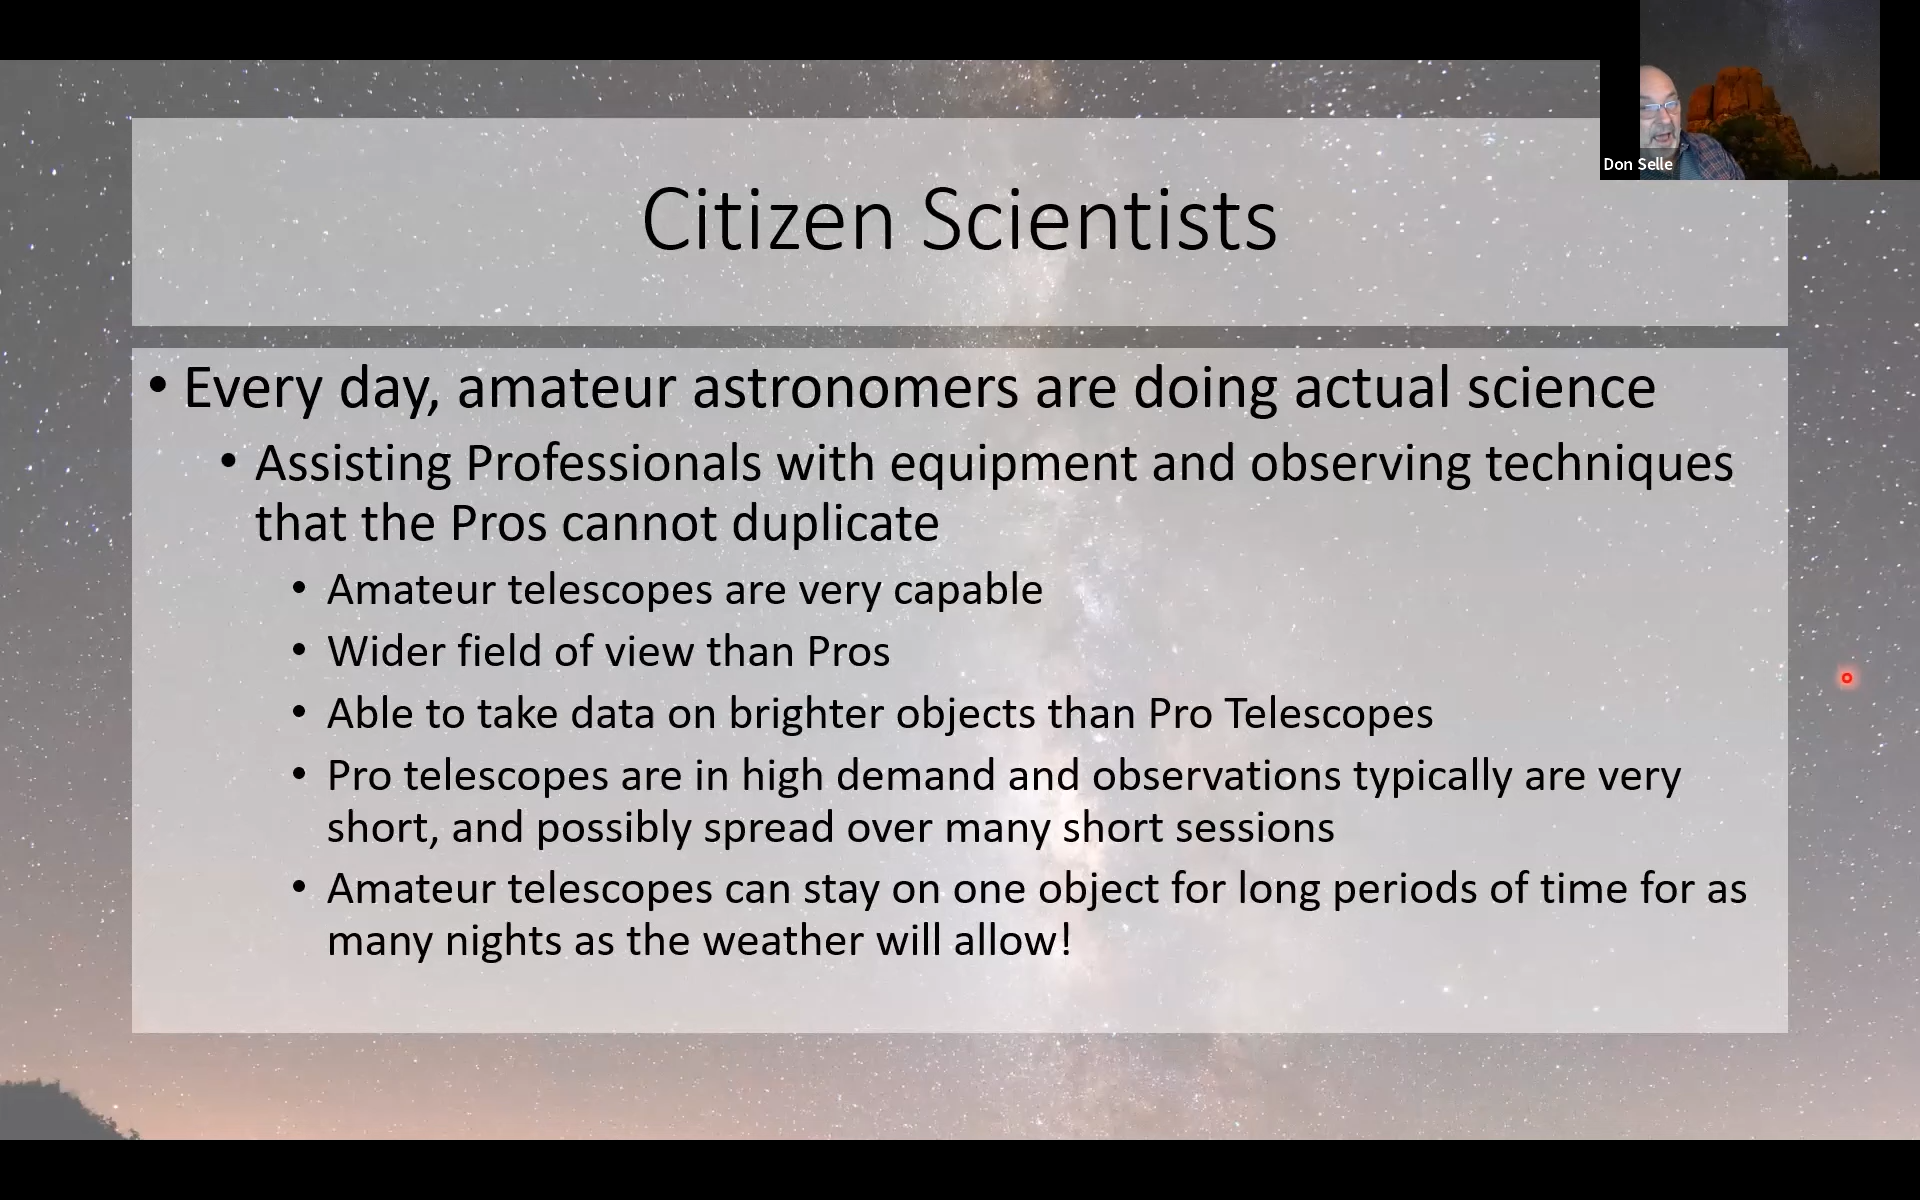 Don Selle
Citizen Scientists
• Every day, amateur astronomers are doing actual science
• Assisting Professionals with equipment and observing techniques
that the Pros cannot duplicate
• Amateur telescopes are very capable
• Wider field of view than Pros
• Able to take data on brighter objects than Pro Telescopes
• Pro telescopes are in high demand and observations typically are very
short, and possibly spread over many short sessions
• Amateur telescopes can stay on one object for long periods of time for as
many nights as the weather will allow!